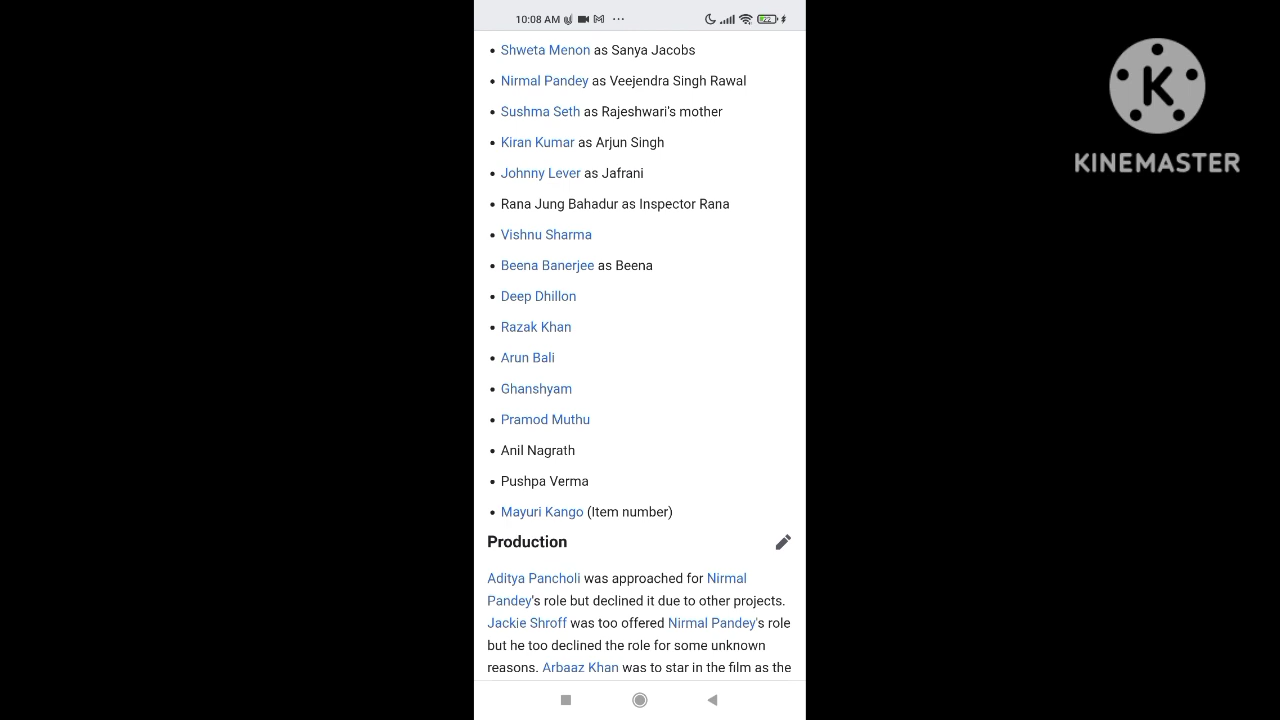 10:08 AM
• Shweta Menon as Sanya Jacobs
• Nirmal Pandey as Veejendra Singh Rawal
• Sushma Seth as Rajeshwari's mother
• Kiran Kumar as Arjun Singh
• Johnny Lever as Jafrani
• Rana Jung Bahadur as Inspector Rana
• Vishnu Sharma
• Beena Banerjee as Beena
• Deep Dhillon
• Razak Khan
• Arun Bali
• Ghanshyam
• Pramod Muthu
• Anil Nagrath
• Pushpa Verma
• Mayuri Kango (Item number)
Production
Aditya Pancholi was approached for Nirmal
Pandey's role but declined it due to other projects.
Jackie Shroff was too offered Nirmal Pandey's role
but he too declined the role for some unknown
reasons. Arbaaz Khan was to star in the film as the
K
KINEMASTER